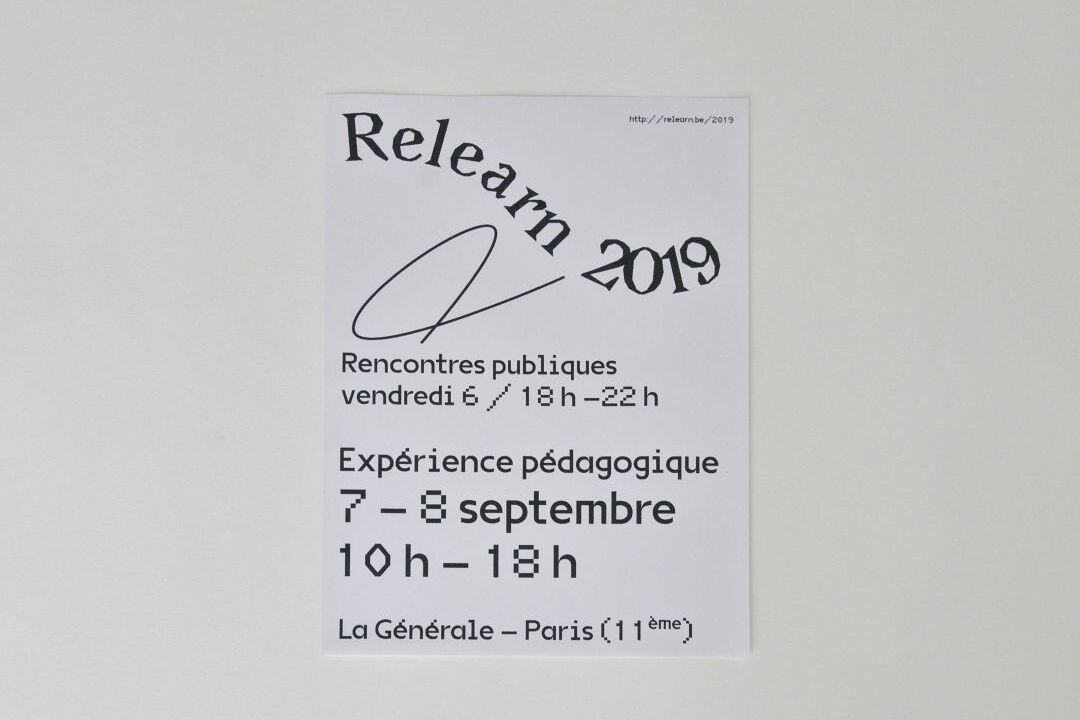 Relearn 2019
http://relearn.be/2019
Rencontres publiques
vendredi 6 / 18 h – 22 h
Expérience pédagogique
7 – 8 septembre
10 h – 18 h
La Générale – Paris (11ème)